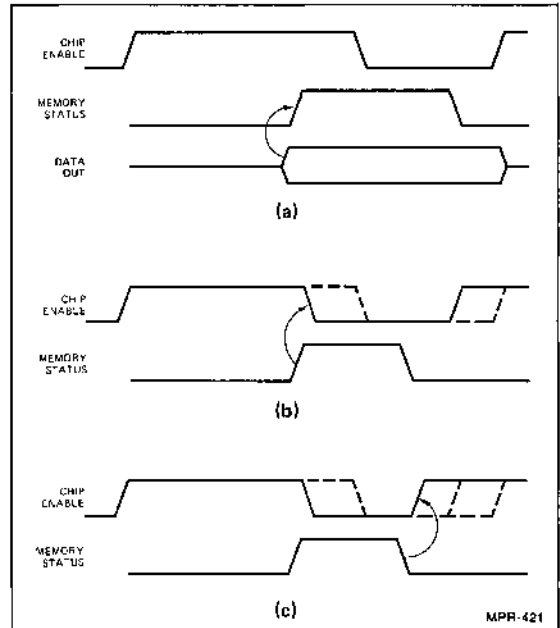 CHIP
ENABLE
MEMORY
STATUS
DATA
OUT
(a)
CHIP
ENABLE
MEMORY
STATUS
(b)
CHIP
ENABLE
MEMORY
STATUS
(c)
MPR-421